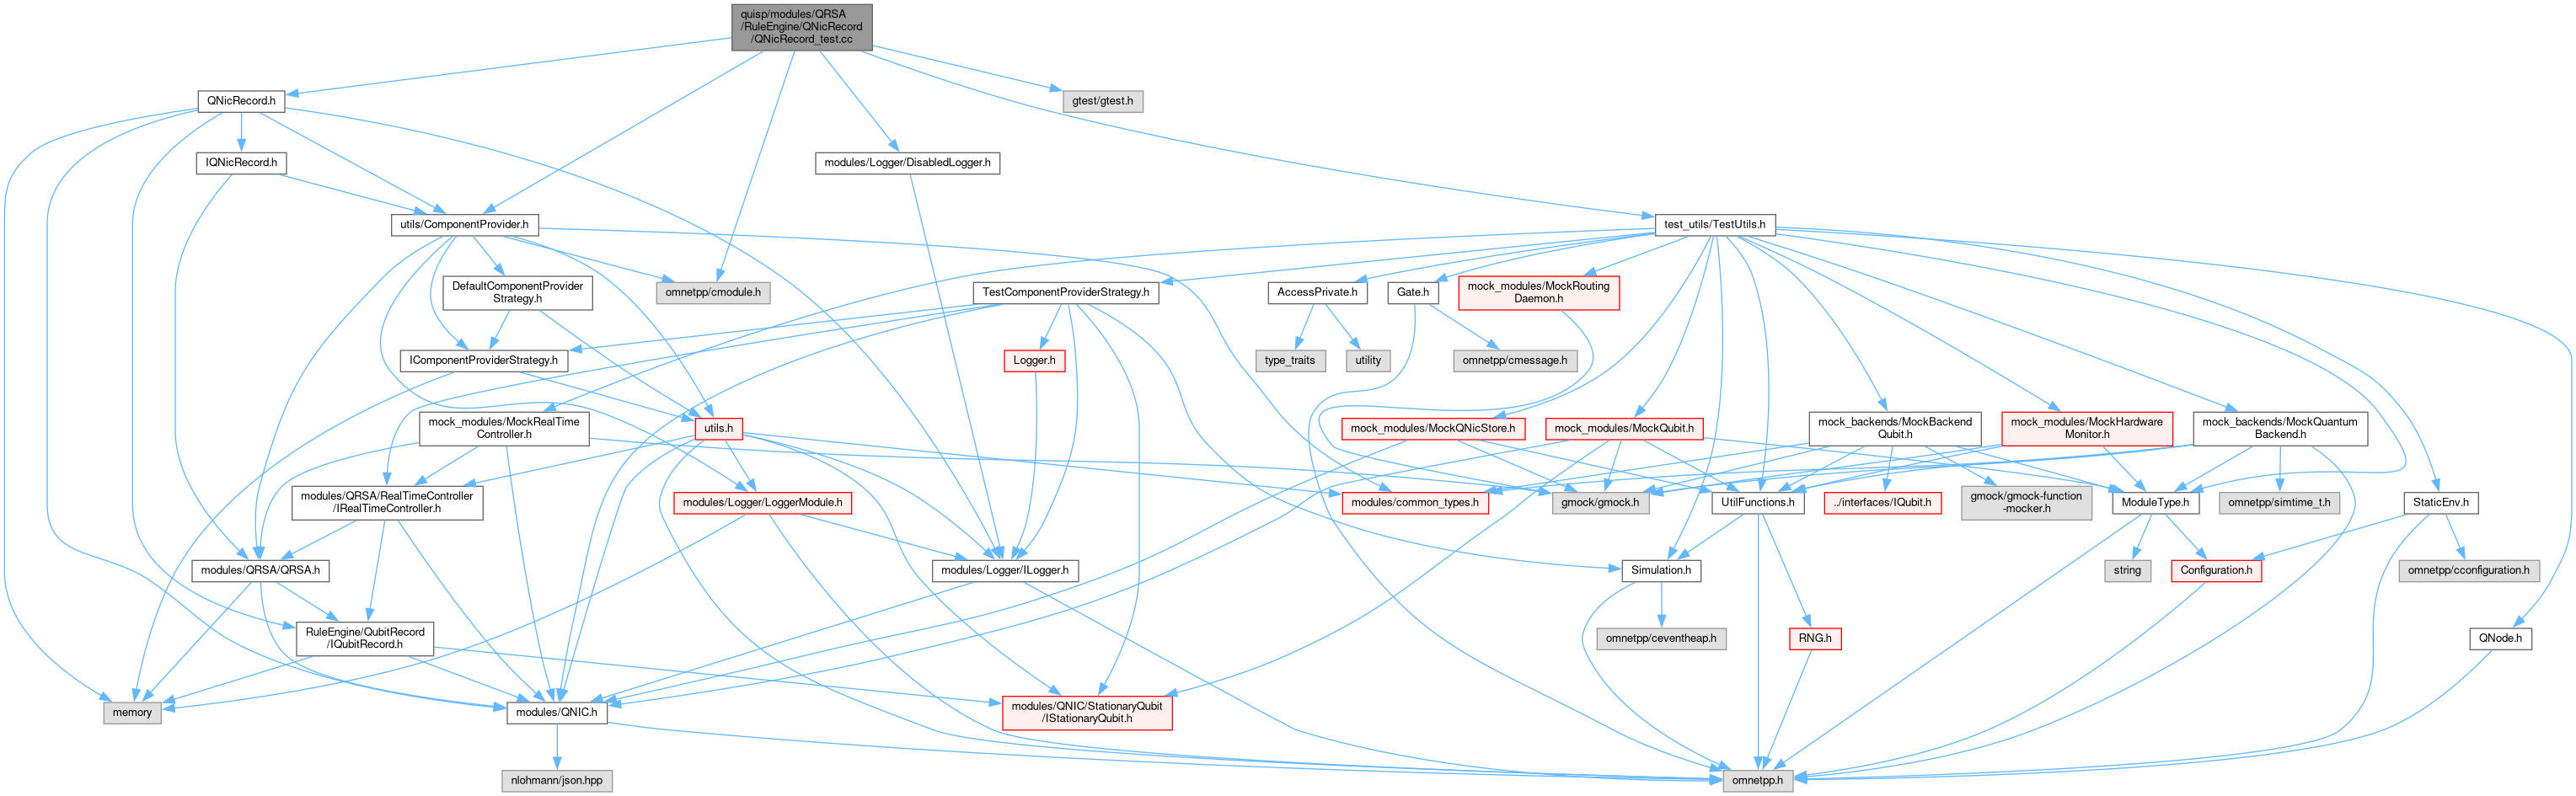 quisp/modules/QRSA
/RuleEngine/QNicRecord
/QNicRecord_test.cc
QNicRecord.h
gtest/gtest.h
IQNicRecord.h
modules/Logger/DisabledLogger.h
utils/ComponentProvider.h
test_utils/TestUtils.h
DefaultComponentProvider
Strategy.h
omnetpp/cmodule.h
TestComponentProviderStrategy.h
AccessPrivate.h
Gate.h
mock_modules/MockRouting
Daemon.h
IComponentProviderStrategy.h
Logger.h
type_traits
utility
omnetpp/cmessage.h
mock_modules/MockRealTime
Controller.h
utils.h
mock_modules/MockQNicStore.h
mock_modules/MockQubit.h
mock_backends/MockBackend
Qubit.h
mock_modules/MockHardware
Monitor.h
mock_backends/MockQuantum
Backend.h
modules/QRSA/RealTimeController
/IRealTimeController.h
modules/Logger/LoggerModule.h
modules/common_types.h
gmock/gmock.h
UtilFunctions.h
../interfaces/IQubit.h
gmock/gmock-function
-mocker.h
ModuleType.h
omnetpp/simtime_t.h
StaticEnv.h
modules/QRSA/QRSA.h
modules/Logger/ILogger.h
Simulation.h
string
Configuration.h
omnetpp/cconfiguration.h
RuleEngine/QubitRecord
/IQubitRecord.h
omnetpp/ceventheap.h
RNG.h
QNode.h
memory
modules/QNIC.h
modules/QNIC/StationaryQubit
/IStationaryQubit.h
nlohmann/json.hpp
omnetpp.h